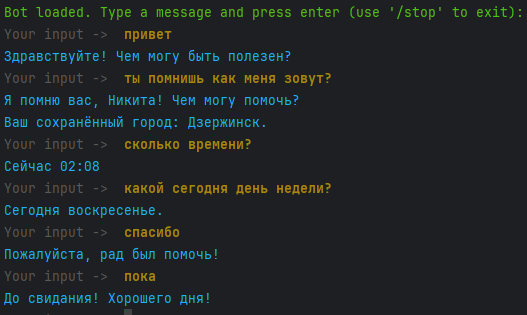 Bot loaded. Type a message and press enter (use '/stop' to exit):
Your input -> привет
Здравствуйте! Чем могу быть полезен?
Your input -> ты помнишь как меня зовут?
Я помню вас, Никита! Чем могу помочь?
Ваш сохранённый город: Дзержинск.
Your input -> сколько времени?
Сейчас 02:08
Your input -> какой сегодня день недели?
Сегодня воскресенье.
Your input -> спасибо
Пожалуйста, рад был помочь!
Your input -> пока
До свидания! Хорошего дня!